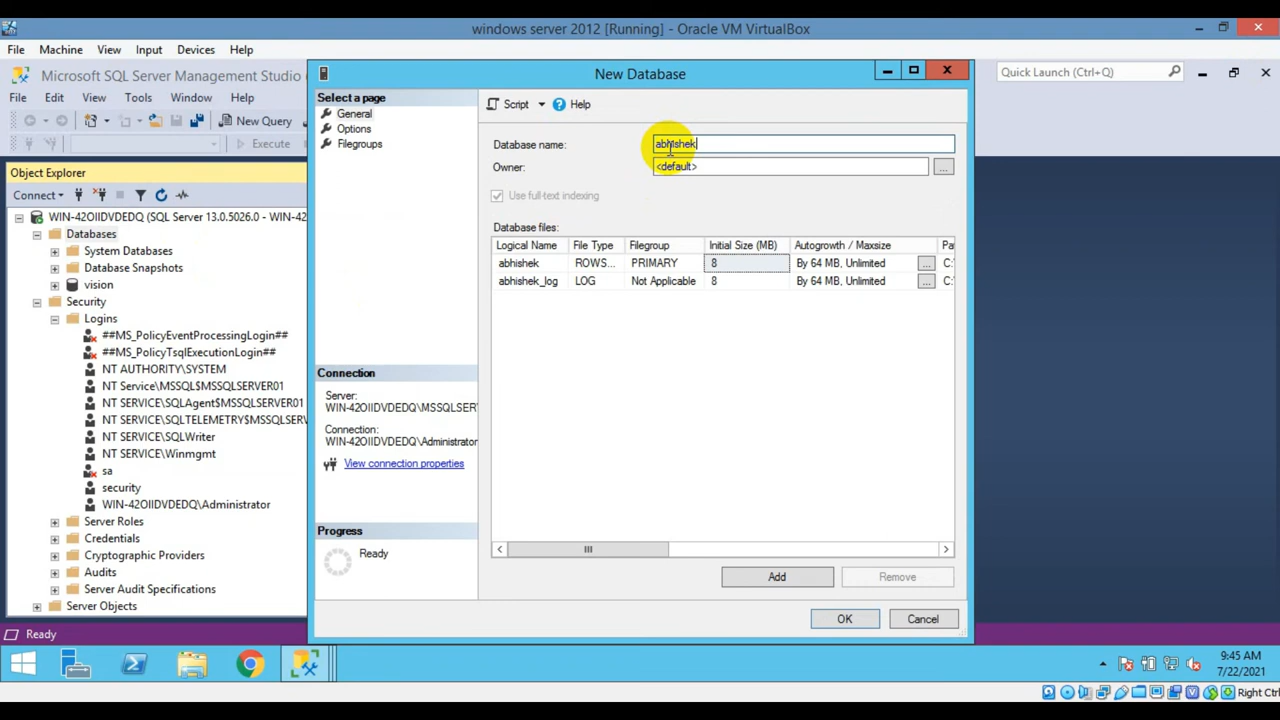 windows server 2012 [Running] - Oracle VM VirtualBox
File Machine View Input Devices Help
Microsoft SQL Server Management Studio (
Quick Launch (Ctrl+Q)
File Edit View Tools Window Help
New Query
Execute
Object Explorer
Connect
WIN-42OIIDVDEDQ (SQL Server 13.0.5026.0 - WIN-42
Databases
System Databases
Database Snapshots
vision
Security
Logins
##MS_PolicyEventProcessingLogin##
##MS_PolicyTsqlExecutionLogin##
NT AUTHORITY\SYSTEM
NT Service\MSSQL$MSSQLSERVER01
NT SERVICE\SQLAgent$MSSQLSERVER01
NT SERVICE\SQLTELEMETRY$MSSQLSERV
NT SERVICE\SQLWriter
NT SERVICE\Winmgmt
sa
security
WIN-42OIIDVDEDQ\Administrator
Server Roles
Credentials
Cryptographic Providers
Audits
Server Audit Specifications
Server Objects
New Database
Select a page
General
Options
Filegroups
Connection
Server:
WIN-42OIIDVDEDQ\MSSQLSER
Connection:
WIN-42OIIDVDEDQ\Administrator
View connection properties
Progress
Ready
Script Help
Database name: abhishek
Owner: <default> ...
Use full-text indexing
Database files:
Logical Name File Type Filegroup Initial Size (MB) Autogrowth / Maxsize Pa
abhishek ROWS... PRIMARY 8 By 64 MB, Unlimited ... C:\
abhishek_log LOG Not Applicable 8 By 64 MB, Unlimited ... C:\
Add Remove
OK Cancel
Ready
9:45 AM
7/22/2021
Right Ctrl